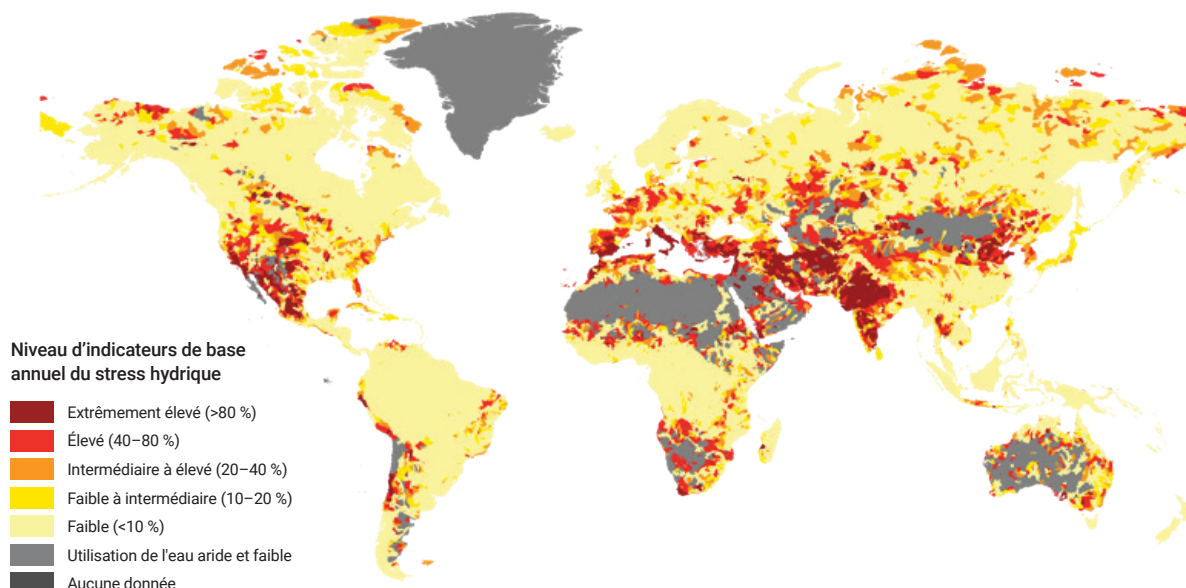 Niveau d’indicateurs de base
annuel du stress hydrique
Extrêmement élevé (>80 %)
Élevé (40–80 %)
Intermédiaire à élevé (20–40 %)
Faible à intermédiaire (10–20 %)
Faible (<10 %)
Utilisation de l'eau aride et faible
Aucune donnée